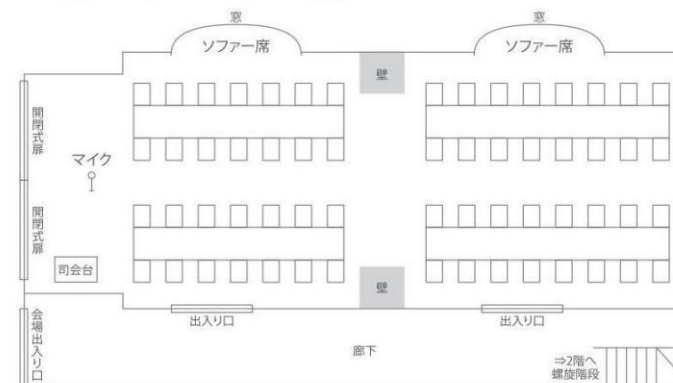 窓
窓
ソファー席
ソファー席
壁
開閉式扉
マイク
開閉式扉
司会台
壁
会場出入り口
出入り口
出入り口
廊下
⇒2階へ
螺旋階段